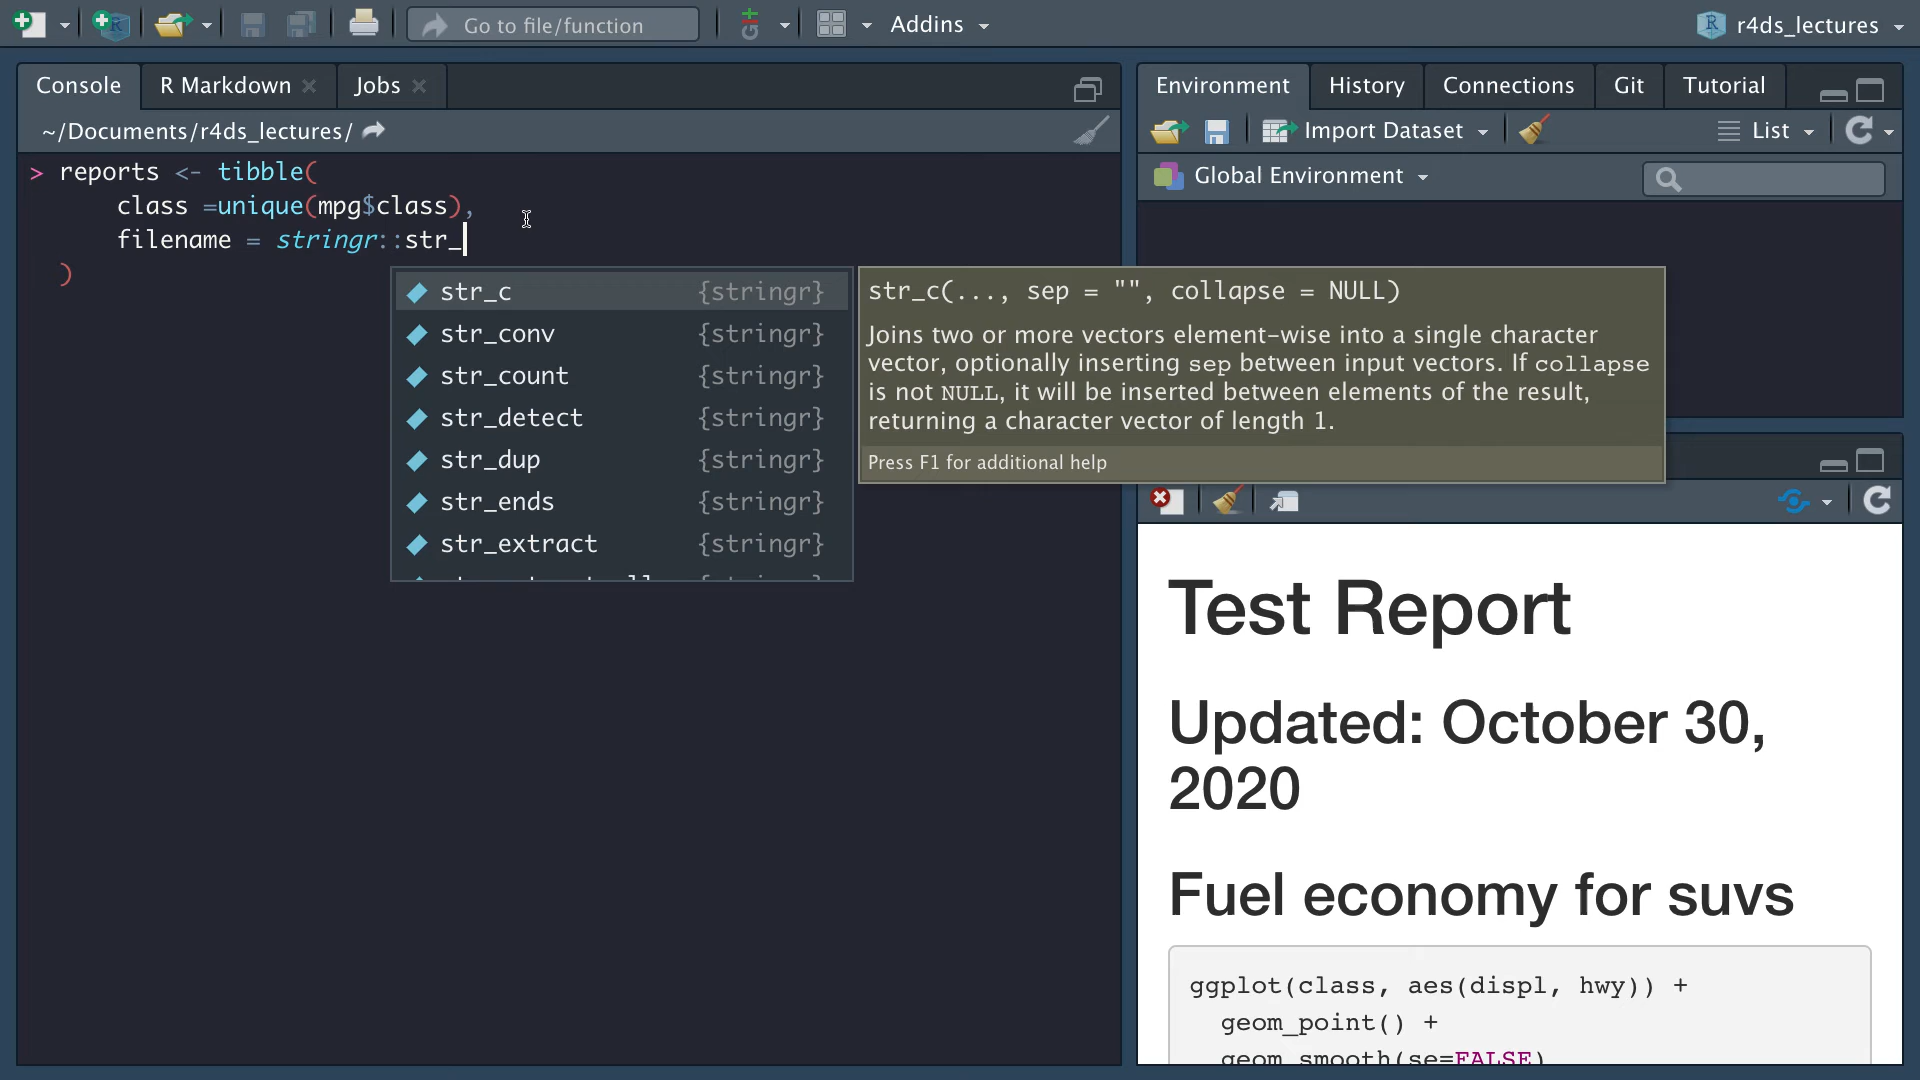 Go to file/function
Addins
r4ds_lectures
Console
R Markdown
Jobs
~/Documents/r4ds_lectures/
> reports <- tibble(
class =unique(mpg$class),
filename = stringr::str_
)
str_c {stringr}
str_conv {stringr}
str_count {stringr}
str_detect {stringr}
str_dup {stringr}
str_ends {stringr}
str_extract {stringr}
str_c(..., sep = "", collapse = NULL)
Joins two or more vectors element-wise into a single character
vector, optionally inserting sep between input vectors. If collapse
is not NULL, it will be inserted between elements of the result,
returning a character vector of length 1.
Press F1 for additional help
Environment
History
Connections
Git
Tutorial
Import Dataset
List
Global Environment
Test Report
Updated: October 30,
2020
Fuel economy for suvs
ggplot(class, aes(displ, hwy)) +
geom_point() +
geom_smooth(se=FALSE)